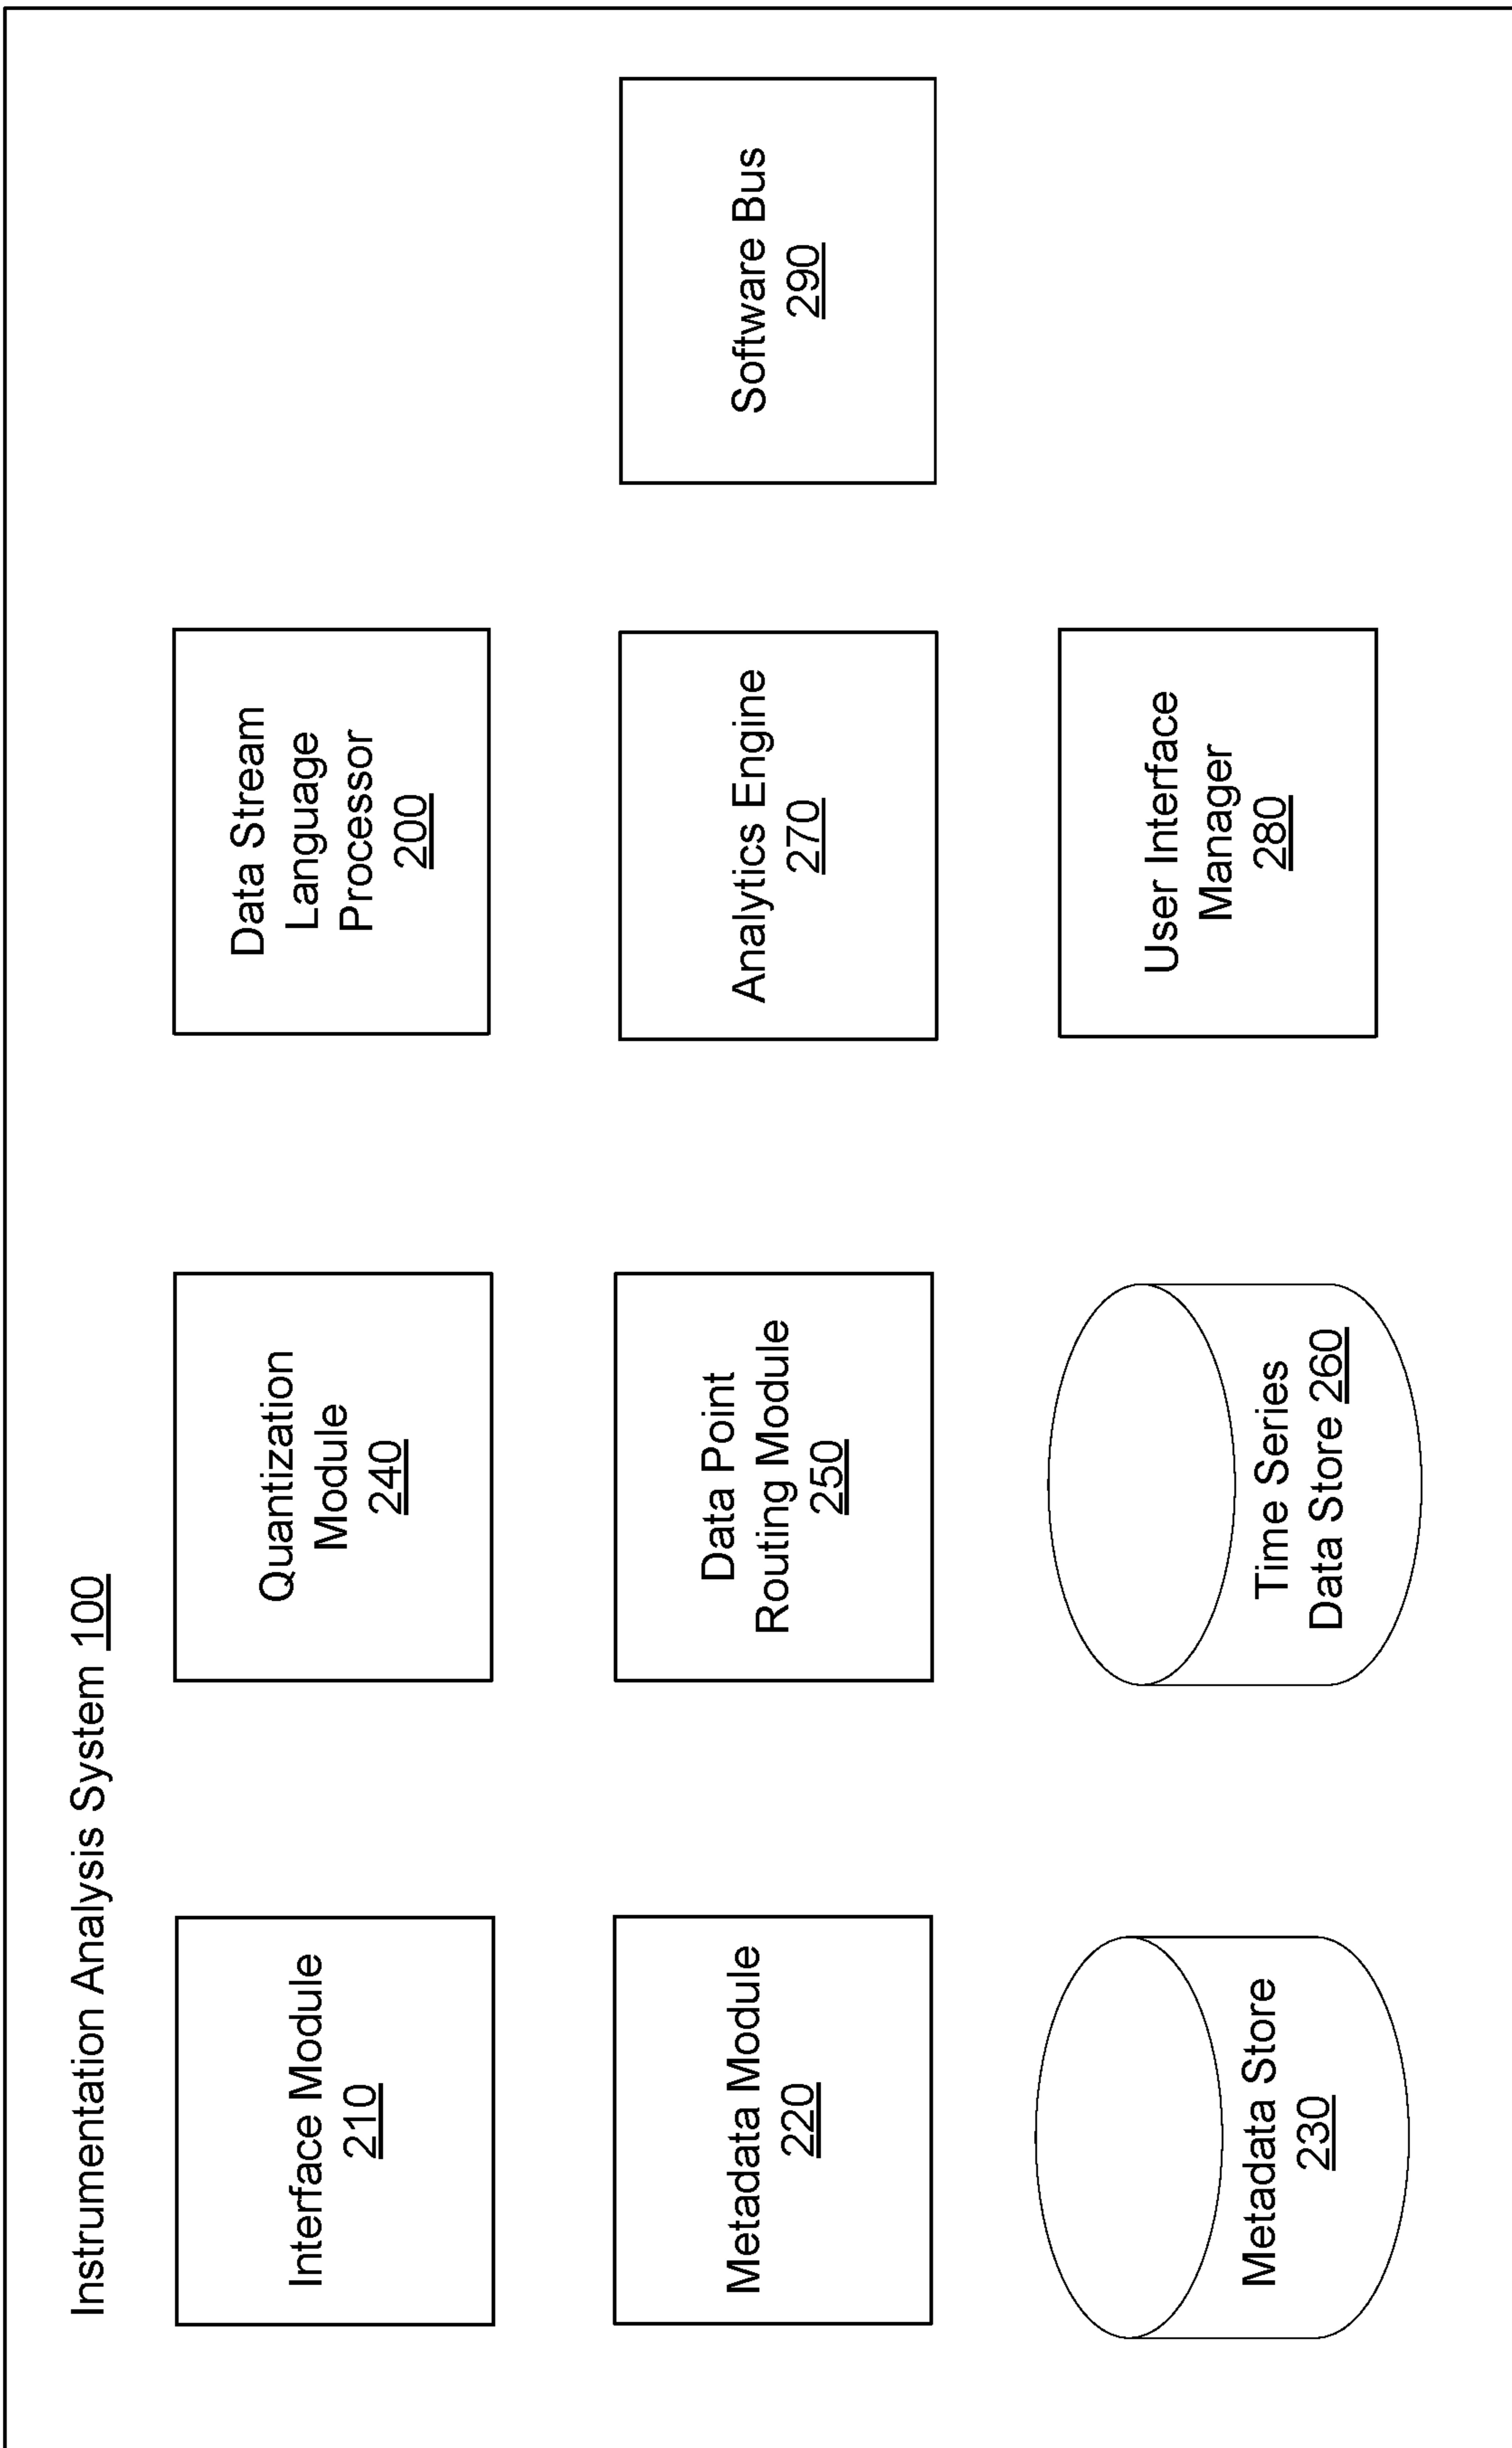 Instrumentation Analysis System 100
Interface Module
210
Quantization
Module
240
Data Stream
Language
Processor
200
Metadata Module
220
Data Point
Routing Module
250
Analytics Engine
270
Software Bus
290
Metadata Store
230
Time Series
Data Store 260
User Interface
Manager
280